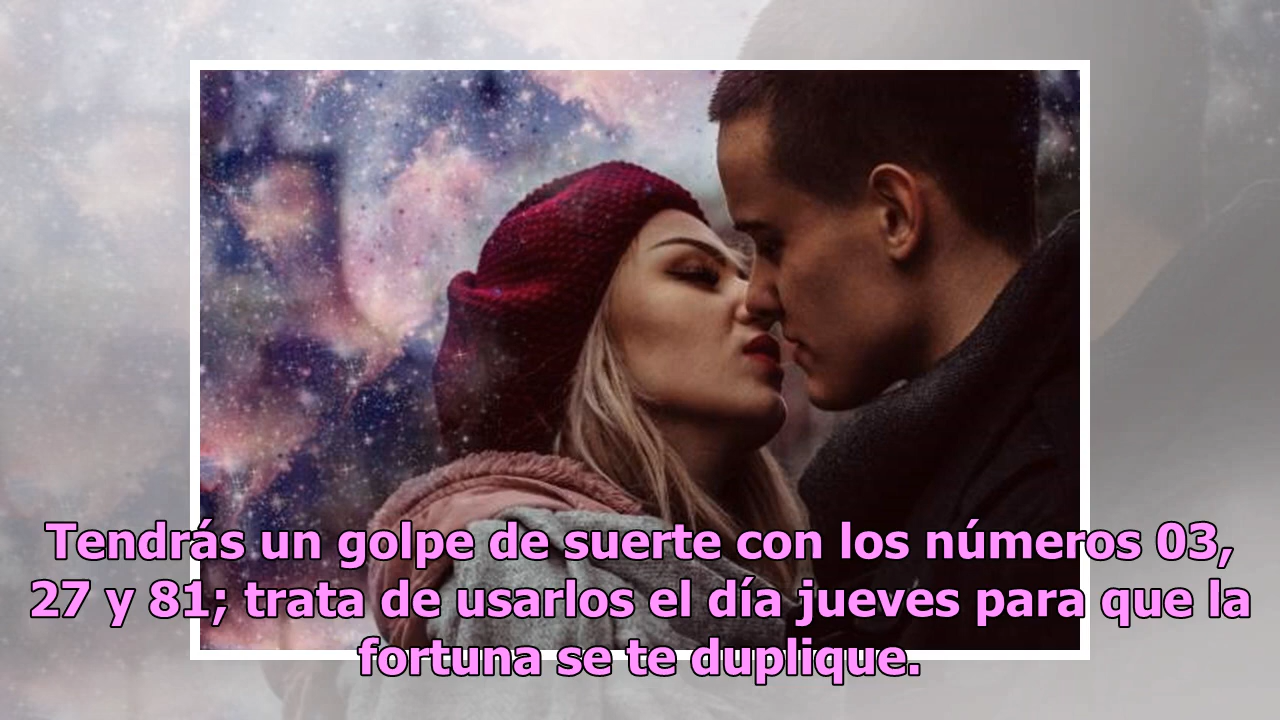 Tendrás un golpe de suerte con los números 03,
27 y 81; trata de usarlos el día jueves para que la
fortuna se te duplique.